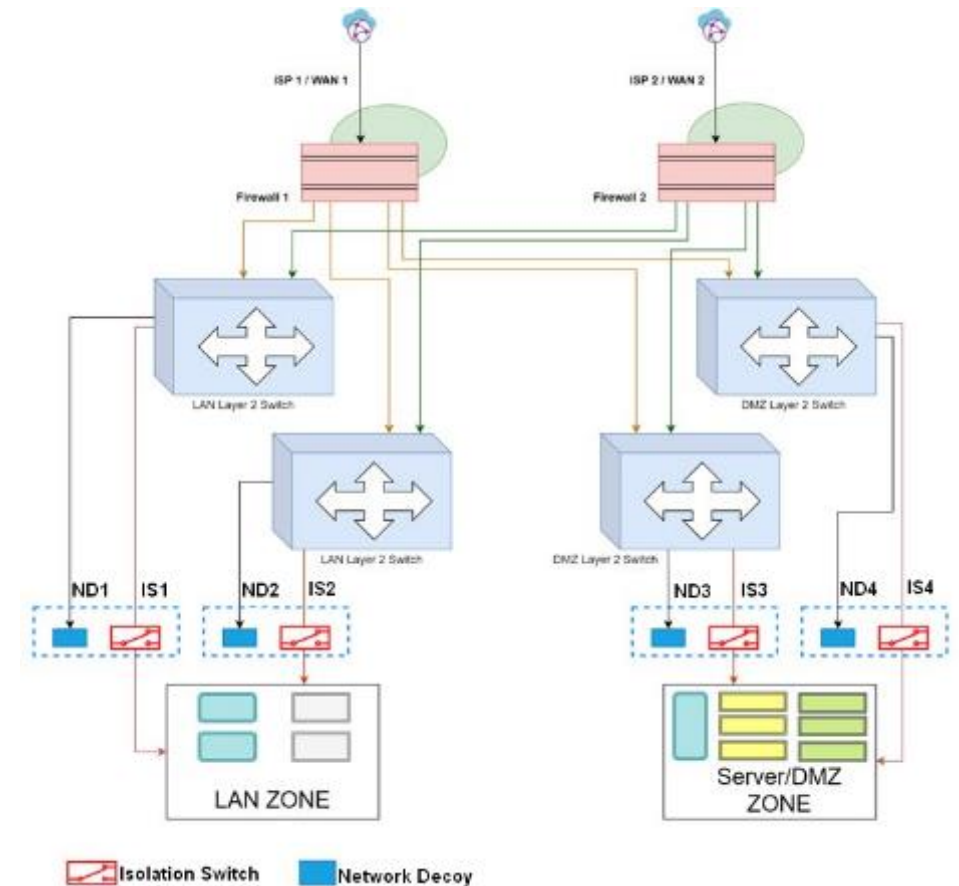 ISP 1 / WAN 1
ISP 2 / WAN 2
Firewall 1
Firewall 2
LAN Layer 2 Switch
DMZ Layer 2 Switch
LAN Layer 2 Switch
DMZ Layer 2 Switch
ND1
IS1
ND2
IS2
ND3
IS3
ND4
IS4
LAN ZONE
Server/DMZ
ZONE
Isolation Switch
Network Decoy